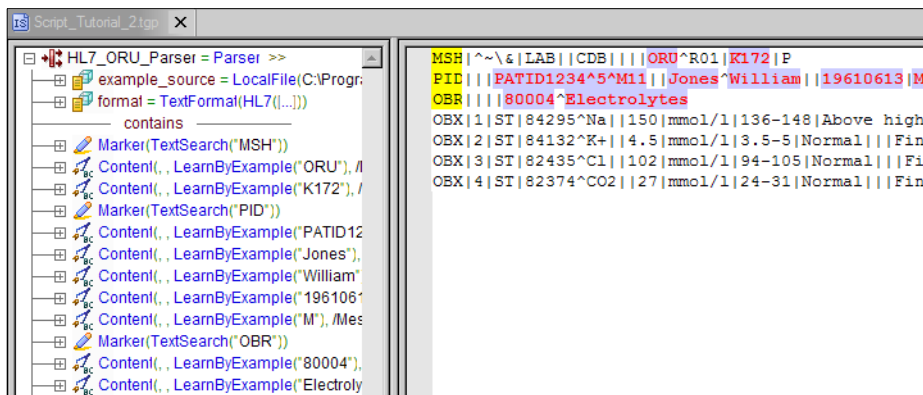 Script_Tutorial_2.tgp
HL7_ORU_Parser = Parser >>
example_source = LocalFile(C:\Progra
format = TextFormat(HL7(|...|))
contains
Marker(TextSearch("MSH"))
Content(, , LearnByExample("ORU"), /
Content(, , LearnByExample("K172"), /
Marker(TextSearch("PID"))
Content(, , LearnByExample("PATID12
Content(, , LearnByExample("Jones"),
Content(, , LearnByExample("William"
Content(, , LearnByExample("196106
Content(, , LearnByExample("M"), /Mes
Marker(TextSearch("OBR"))
Content(, , LearnByExample("80004"),
Content(, , LearnByExample("Electroly
MSH|^~\&|LAB||CDB||||ORU^R01|K172|P
PID|||PATID1234^5^M11||Jones^William||19610613|M
OBR||||80004^Electrolytes
OBX|1|ST|84295^Na||150|mmol/l|136-148|Above high
OBX|2|ST|84132^K+||4.5|mmol/l|3.5-5|Normal|||Fin
OBX|3|ST|82435^Cl||102|mmol/l|94-105|Normal|||Fi
OBX|4|ST|82374^CO2||27|mmol/l|24-31|Normal|||Fin